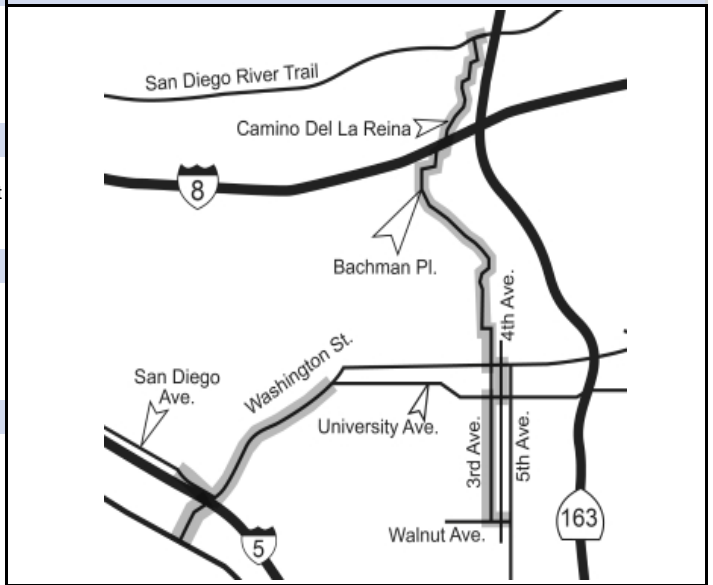 San Diego River Trail
Camino Del La Reina
8
Bachman Pl.
4th Ave.
Washington St.
San Diego
Ave.
University Ave.
3rd Ave.
5th Ave.
163
Walnut Ave.
5